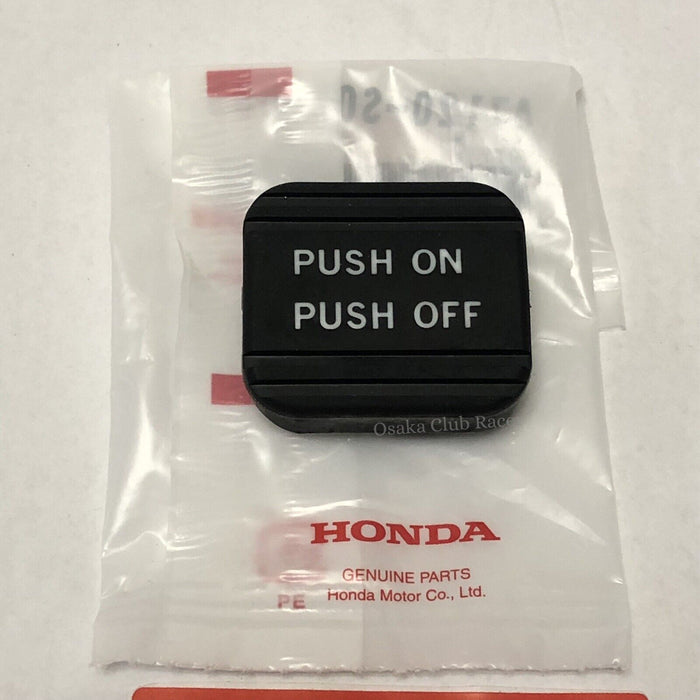 PUSH ON
PUSH OFF
Osaka Club Race
HONDA
GENUINE PARTS
Honda Motor Co., Ltd.
PE